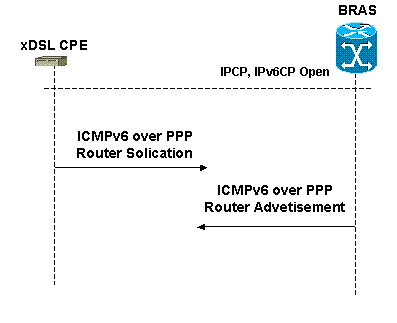 BRAS
xDSL CPE
IPCP, IPv6CP Open
ICMPv6 over PPP
Router Solication
ICMPv6 over PPP
Router Advetisement